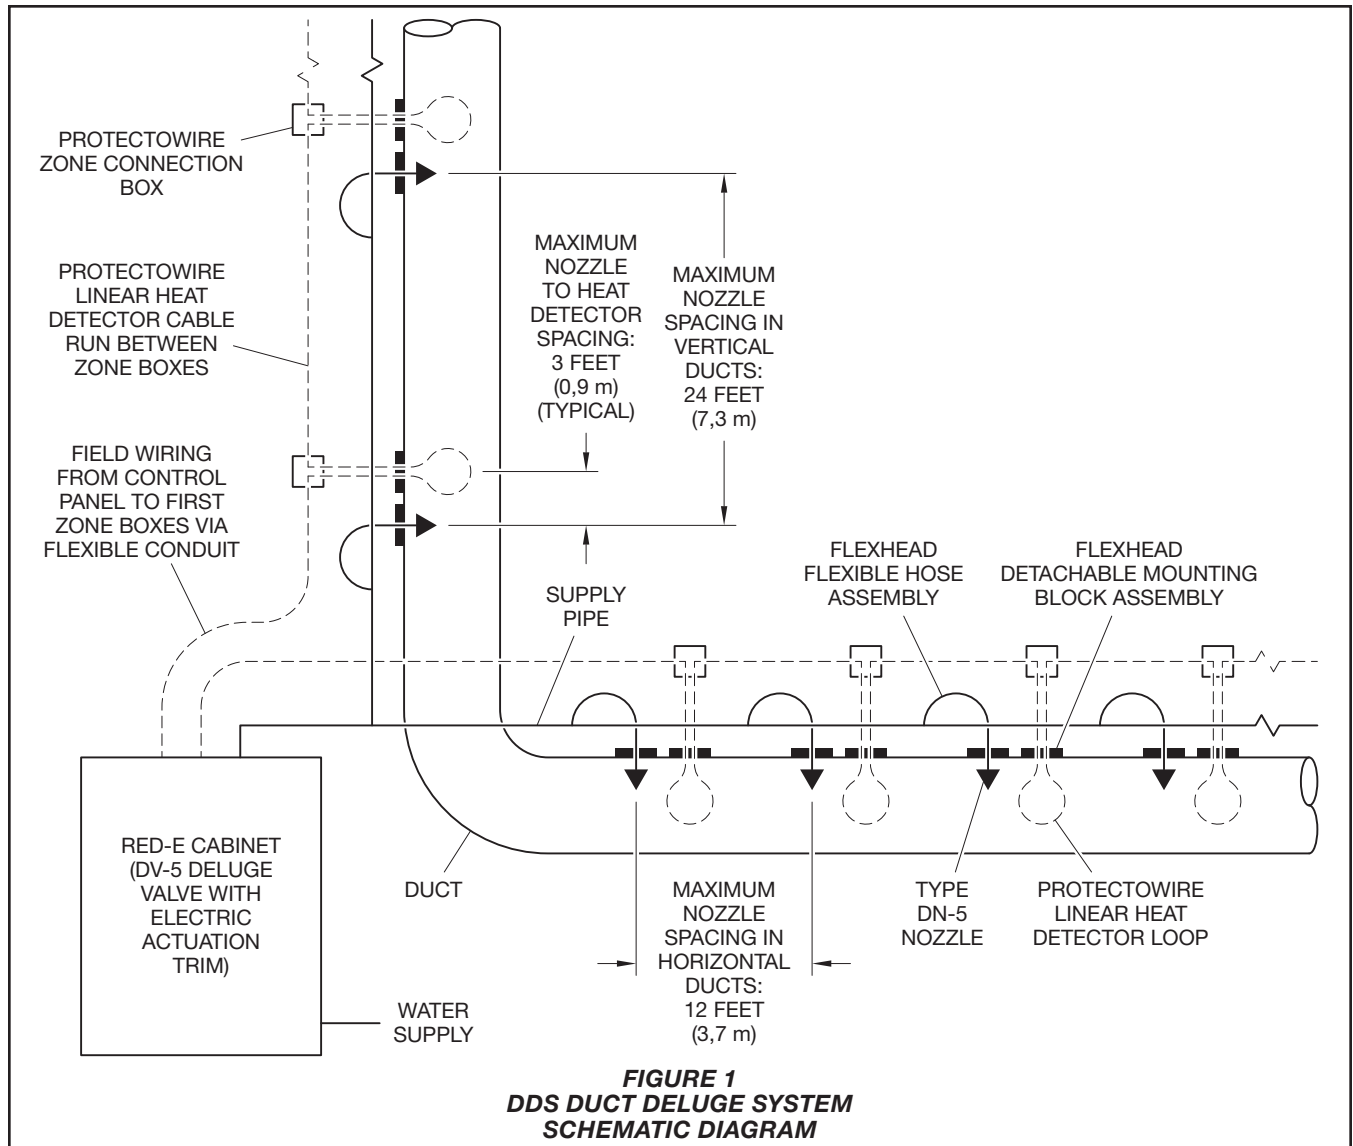 PROTECTOWIRE
ZONE CONNECTION
BOX
PROTECTOWIRE
LINEAR HEAT
DETECTOR CABLE
RUN BETWEEN
ZONE BOXES
FIELD WIRING
FROM CONTROL
PANEL TO FIRST
ZONE BOXES VIA
FLEXIBLE CONDUIT
MAXIMUM
NOZZLE
TO HEAT
DETECTOR
SPACING:
3 FEET
(0,9 m)
(TYPICAL)
MAXIMUM
NOZZLE
SPACING IN
VERTICAL
DUCTS:
24 FEET
(7,3 m)
SUPPLY
PIPE
FLEXHEAD
FLEXIBLE HOSE
ASSEMBLY
FLEXHEAD
DETACHABLE MOUNTING
BLOCK ASSEMBLY
RED-E CABINET
(DV-5 DELUGE
VALVE WITH
ELECTRIC
ACTUATION
TRIM)
WATER
SUPPLY
DUCT
MAXIMUM
NOZZLE
SPACING IN
HORIZONTAL
DUCTS:
12 FEET
(3,7 m)
TYPE
DN-5
NOZZLE
PROTECTOWIRE
LINEAR HEAT
DETECTOR LOOP
FIGURE 1
DDS DUCT DELUGE SYSTEM
SCHEMATIC DIAGRAM